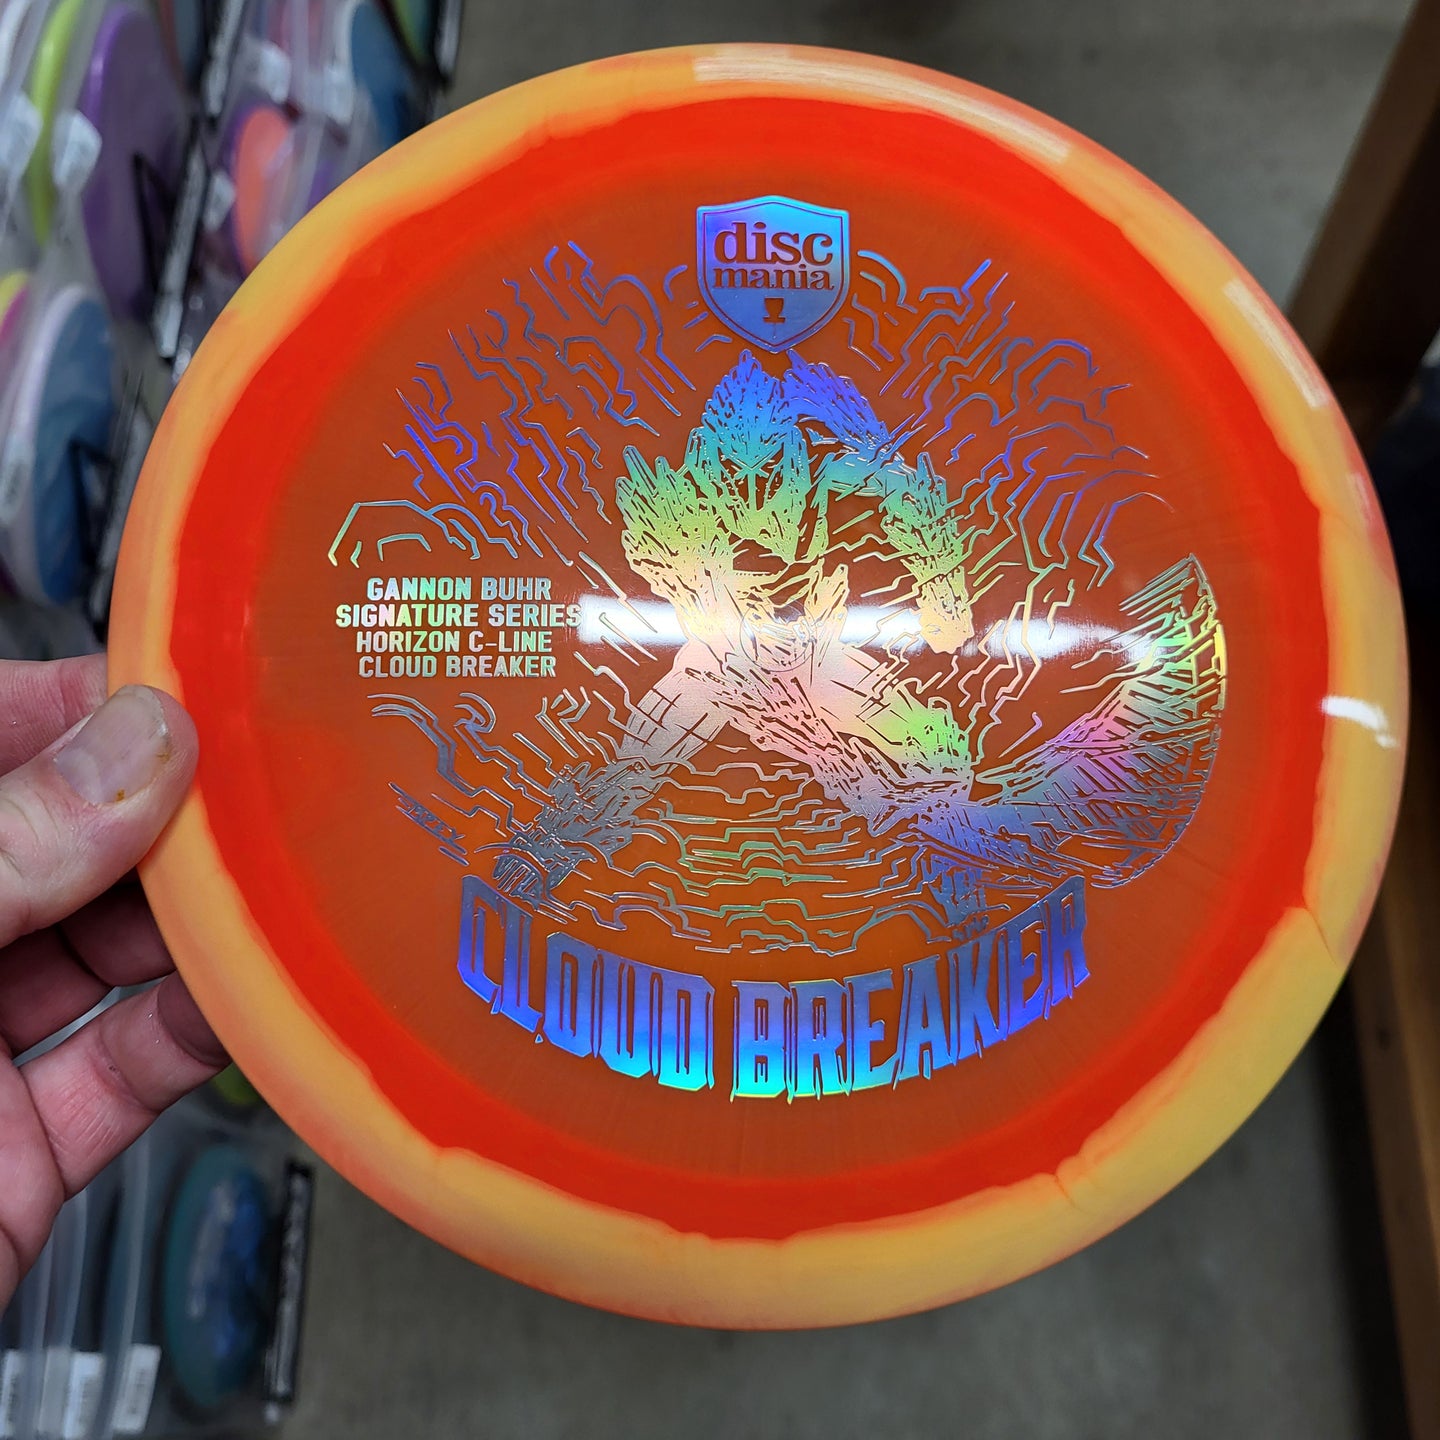 disc
mania
GANNON BUHR
SIGNATURE SERIES
HORIZON C-LINE
CLOUD BREAKER
CLOUD BREAKER